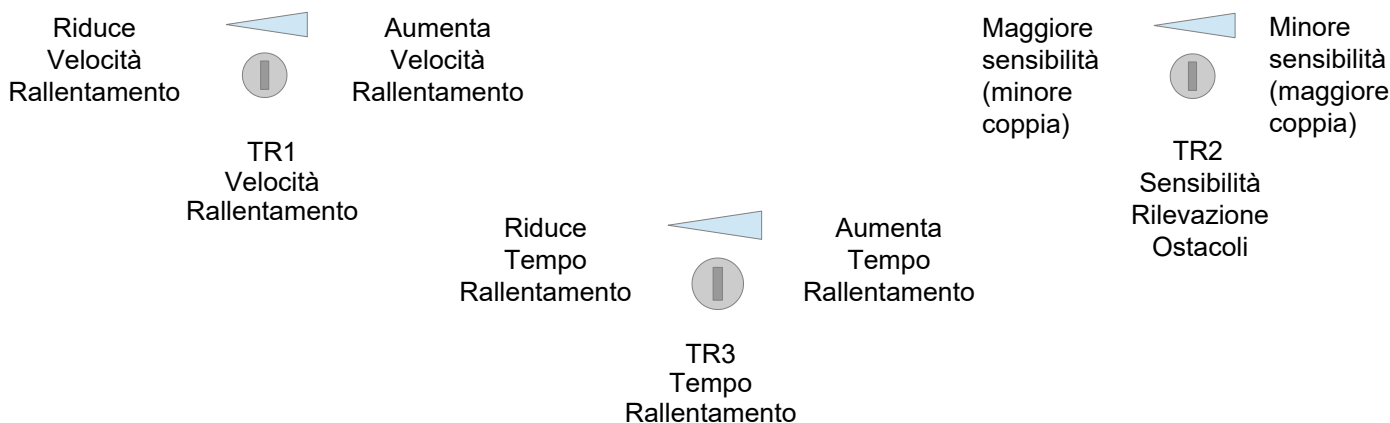 Riduce
Velocità
Rallentamento
Aumenta
Velocità
Rallentamento
TR1
Velocità
Rallentamento
Maggiore
sensibilità
(minore
coppia)
Minore
sensibilità
(maggiore
coppia)
TR2
Sensibilità
Rilevazione
Ostacoli
Riduce
Tempo
Rallentamento
Aumenta
Tempo
Rallentamento
TR3
Tempo
Rallentamento